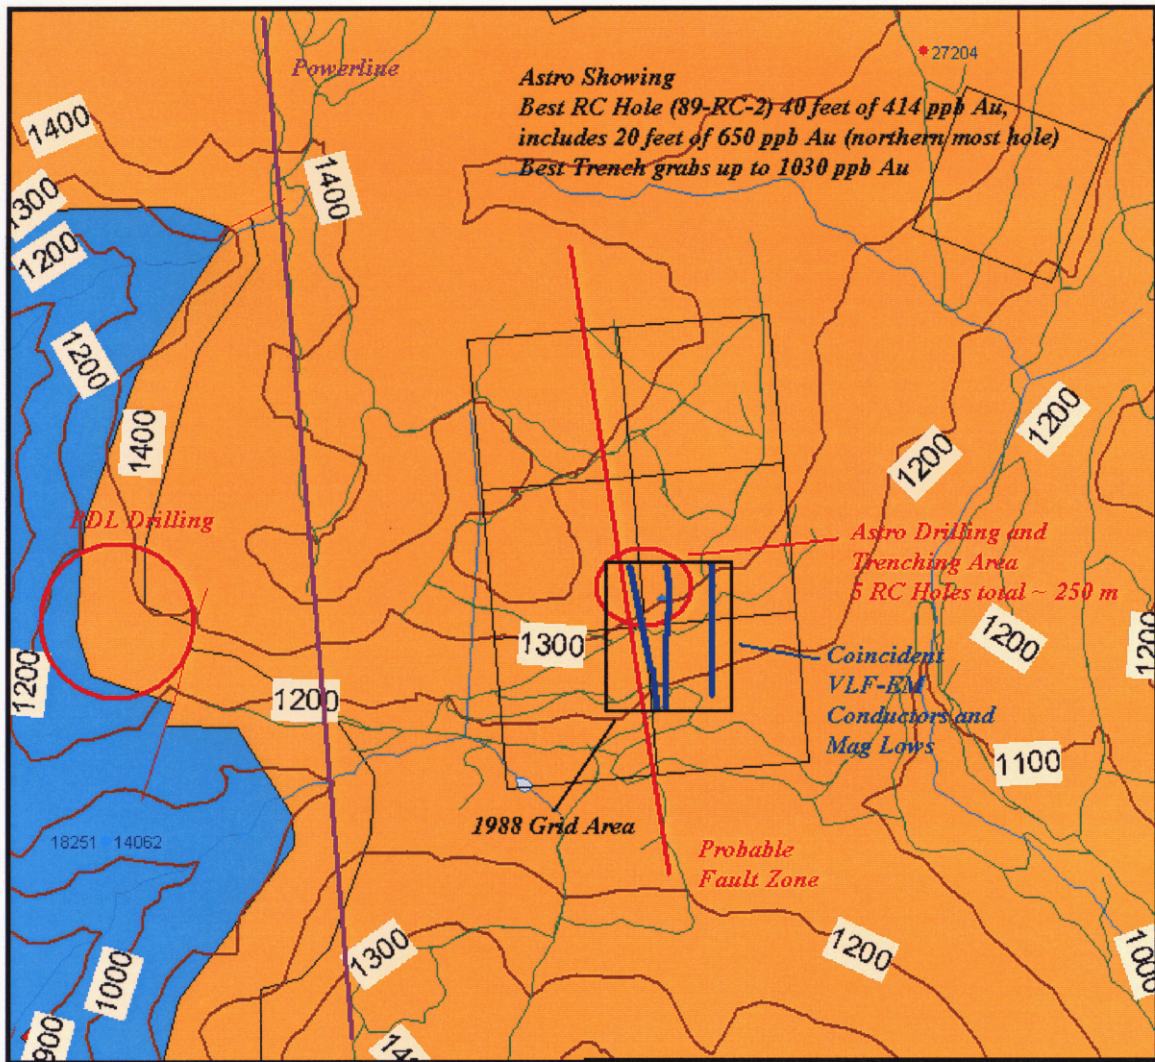 Powerline
27204
Astro Showing
Best RC Hole (89-RC-2) 40 feet of 414 ppb Au,
includes 20 feet of 650 ppb Au (northern most hole)
Best Trench grabs up to 1030 ppb Au
1400
1400
1300
1200
1200
1400
1200
1200
PDL Drilling
Astro Drilling and
Trenching Area
5 RC Holes total ~ 250 m
1300
1200
1200
1200
1200
Coincident
VLF-EM
Conductors and
Mag Lows
1100
1988 Grid Area
18251
14062
Probable
Fault Zone
1300
1200
1000
1000
900